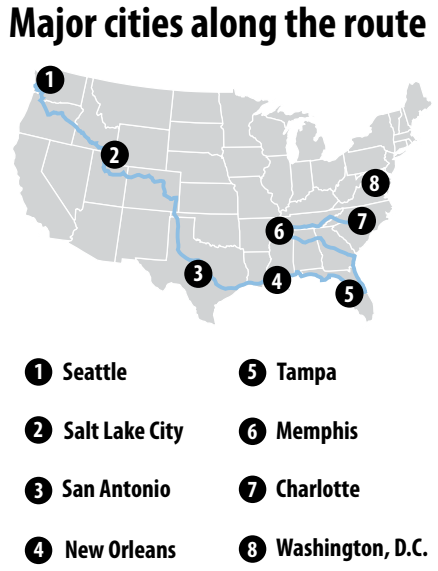 Major cities along the route
1
2
8
7
6
3
4
5
1 Seattle
5 Tampa
2 Salt Lake City
6 Memphis
3 San Antonio
7 Charlotte
4 New Orleans
8 Washington, D.C.